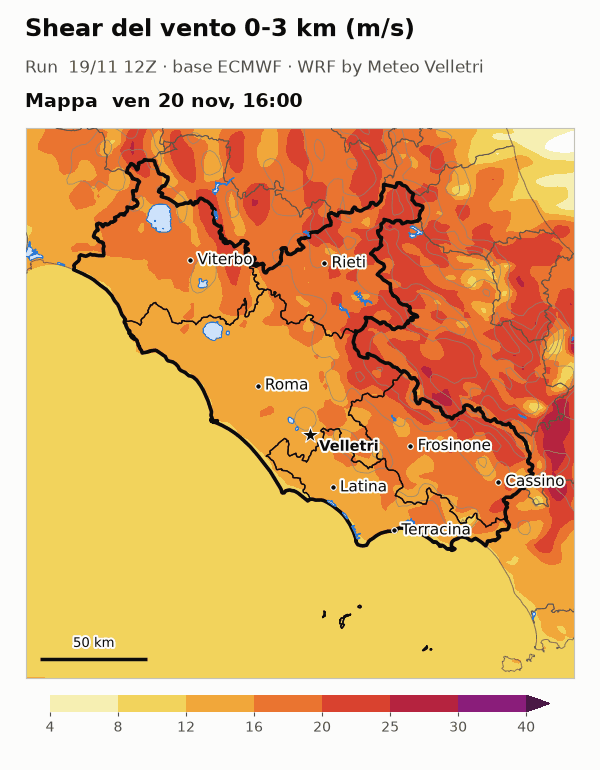 Shear del vento 0-3 km (m/s)
Run  19/11 12Z · base ECMWF · WRF by Meteo Velletri
Mappa  ven 20 nov, 16:00
Viterbo
Rieti
Roma
Velletri
Frosinone
Latina
Cassino
Terracina
50 km
4 8 12 16 20 25 30 40